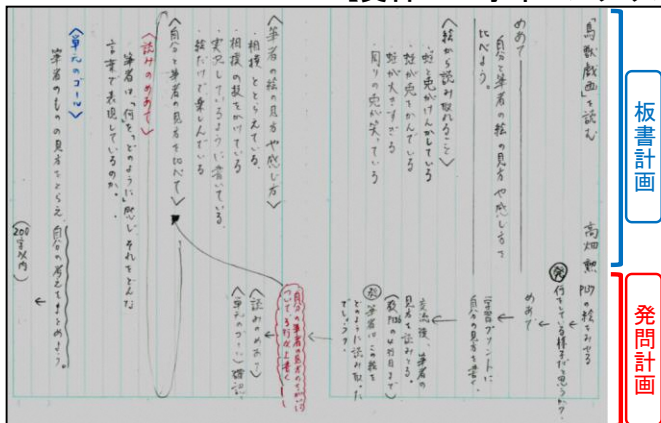 板書計画
発問計画
「鳥獣戯画」を読む
高畑 勲
めあて
自分と筆者の絵の見方や感じ方を
比べよう。
〈絵から読み取れること〉
・蛙と兎がけんかしている
・蛙が兎をかんでいる
・蛙が大きすぎる
・周りの兎が笑っている
〈筆者の絵の見方や感じ方〉
・相撲ととらえている。
・相撲の技をかけている
・実況しているように書いている。
・絵だけで楽しんでいる
〈自分と筆者の見方を比べて〉
〈読みのめあて〉
筆者は「何を」「どのように」感じ、それをどんな
言葉で表現しているのか。
〈単元のゴール〉
筆者のものの見方をとらえ、自分の考えをまとめよう。
(200字以内)
の絵をみせる
発 何をしている様子だと思うか?
めあて
学習プリントに
自分の見方を書く。
交流後、筆者の
見方を読みとる。
筆者はこの絵を
どのように読み取った
でしょうか。
〈読みのめあて〉
〈単元のゴール〉確認